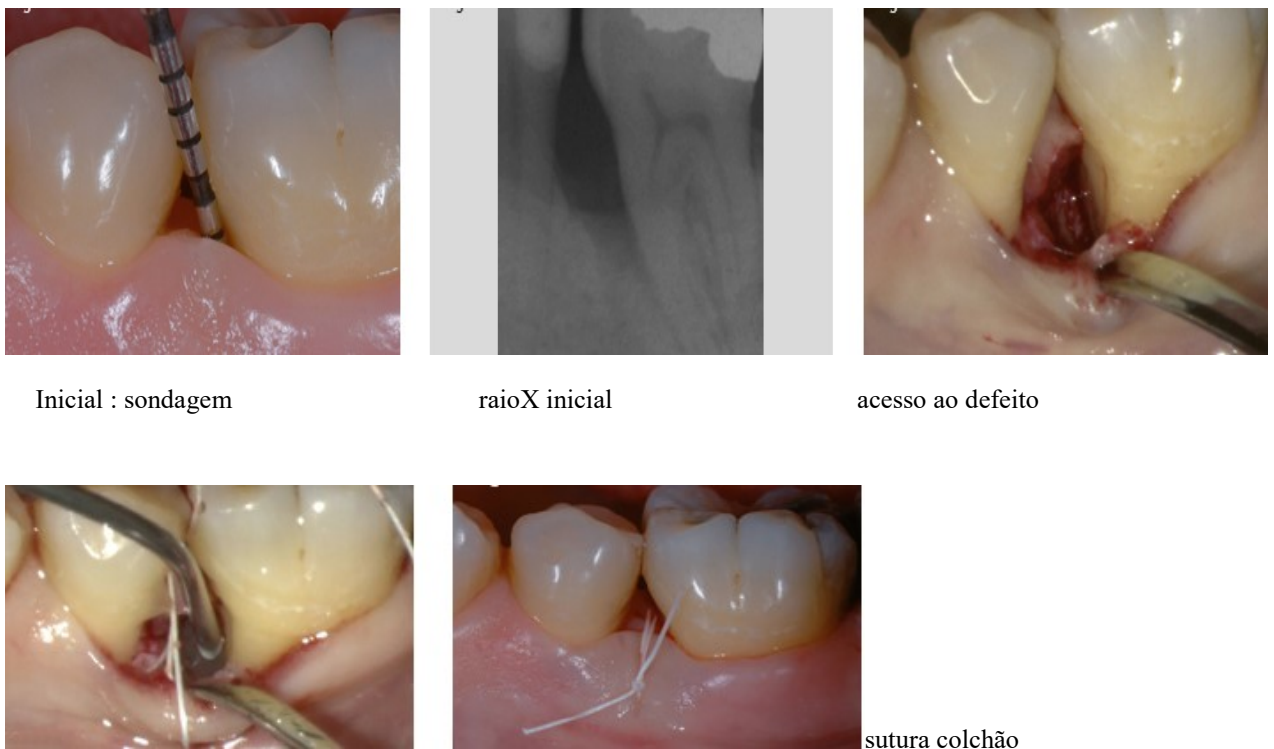 Inicial : sondagem
raioX inicial
acesso ao defeito
sutura colchão